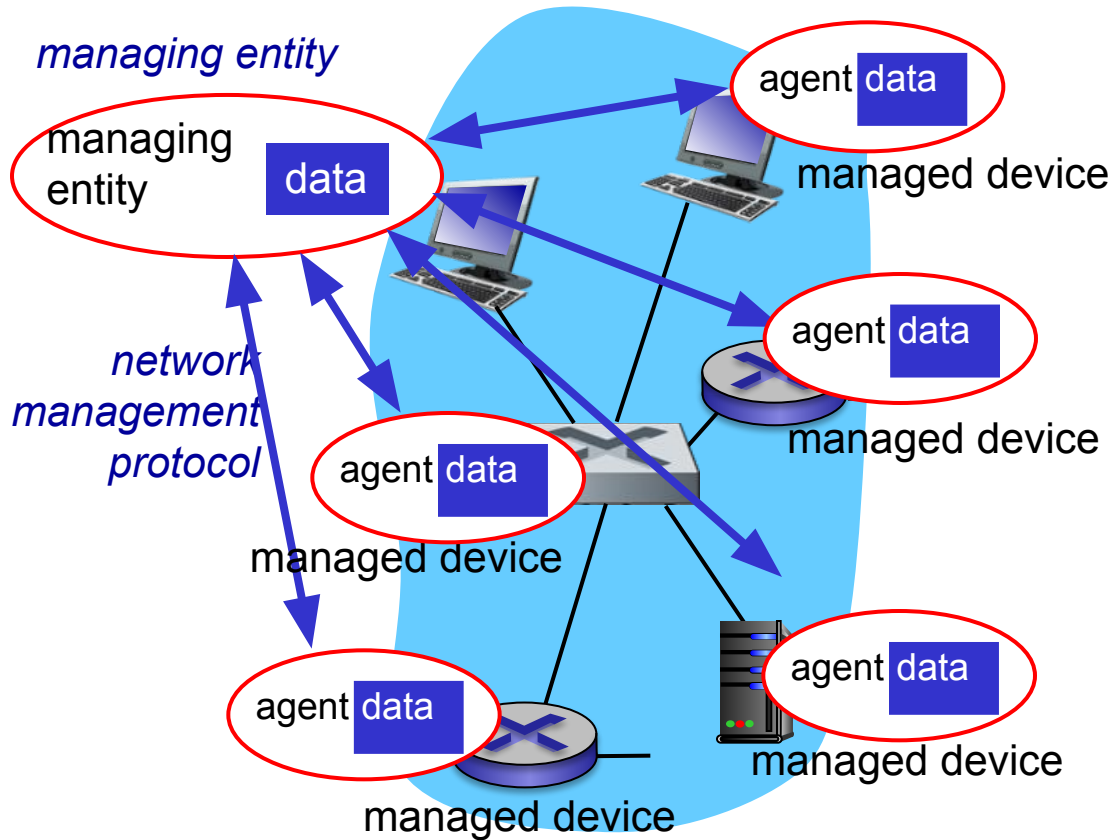 managing entity
managing
entity
data
agent data
managed device
agent data
managed device
network
management
protocol
agent data
managed device
agent data
managed device
agent data
managed device